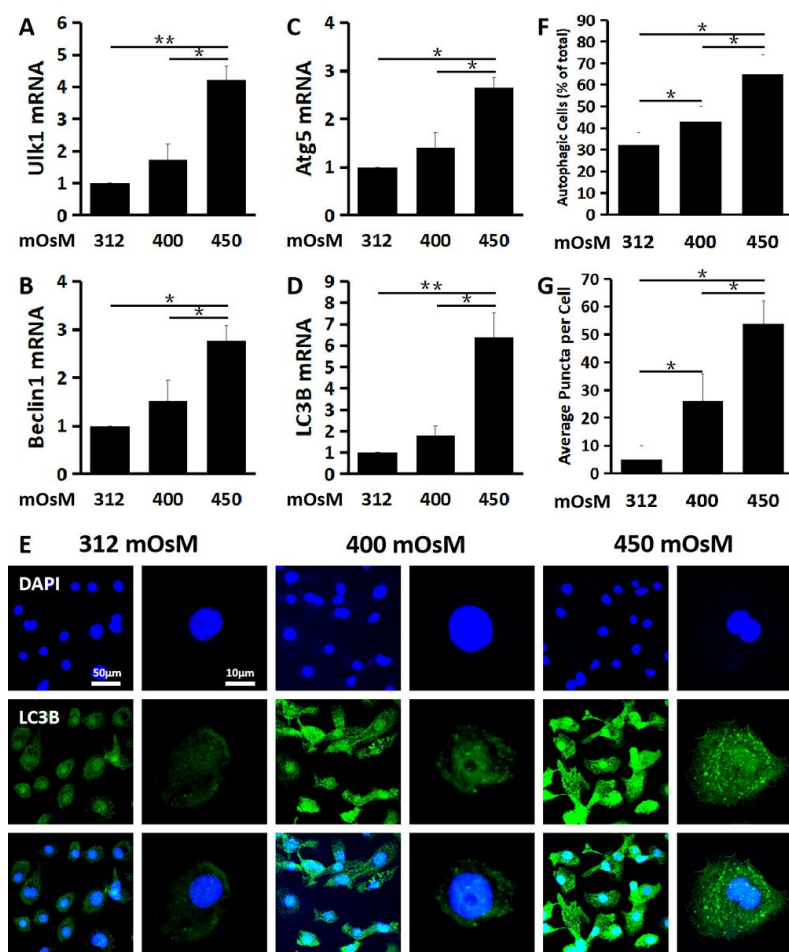 A
Ulk1 mRNA
6
5
4
3
2
1
0
**
*
mOsM 312 400 450
C
Atg5 mRNA
4
3
2
1
0
*
*
312 400 450
F
Autophagic Cells (% of total)
90
80
70
60
50
40
30
20
10
0
*
*
*
mOsM 312 400 450
B
Beclin1 mRNA
4
3
2
1
0
*
*
mOsM 312 400 450
D
LC3B mRNA
9
8
7
6
5
4
3
2
1
0
**
*
312 400 450
G
Average Puncta per Cell
70
60
50
40
30
20
10
0
*
*
*
mOsM 312 400 450
E
312 mOsM 400 mOsM 450 mOsM
DAPI
50µm 10µm
LC3B